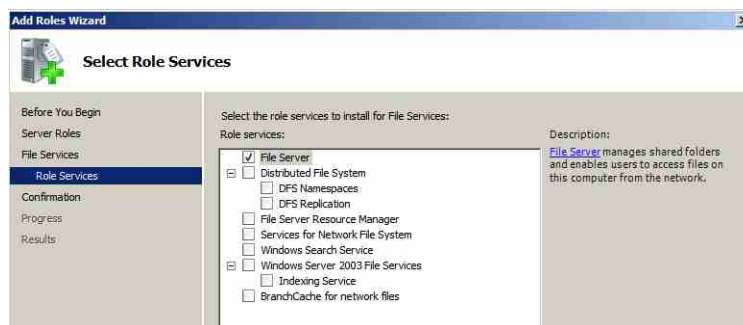 Add Roles Wizard
Select Role Services
Before You Begin
Server Roles
File Services
Role Services
Confirmation
Progress
Results
Select the role services to install for File Services:
Role services:
File Server
Distributed File System
DFS Namespaces
DFS Replication
File Server Resource Manager
Services for Network File System
Windows Search Service
Windows Server 2003 File Services
Indexing Service
BranchCache for network files
Description:
File Server manages shared folders
and enables users to access files on
this computer from the network.